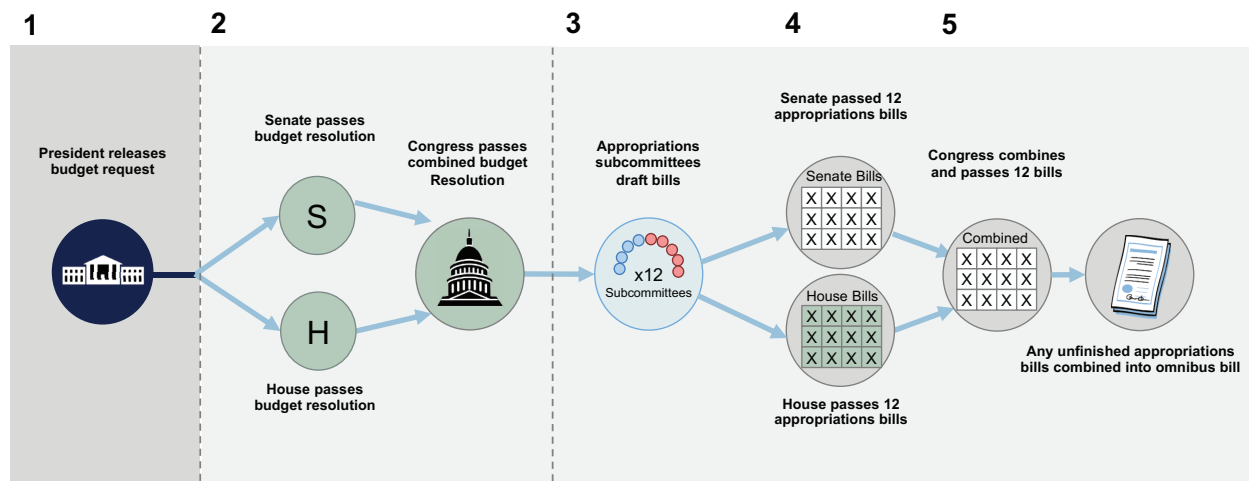 1
2
3
4
5
President releases
budget request
Senate passes
budget resolution
S
H
House passes
budget resolution
Congress passes
combined budget
Resolution
Appropriations
subcommittees
draft bills
x12
Subcommittees
Senate passed 12
appropriations bills
Senate Bills
X X X X
X X X X
X X X X
House Bills
X X X X
X X X X
X X X X
House passes 12
appropriations bills
Congress combines
and passes 12 bills
Combined
X X X X
X X X X
X X X X
Any unfinished appropriations
bills combined into omnibus bill